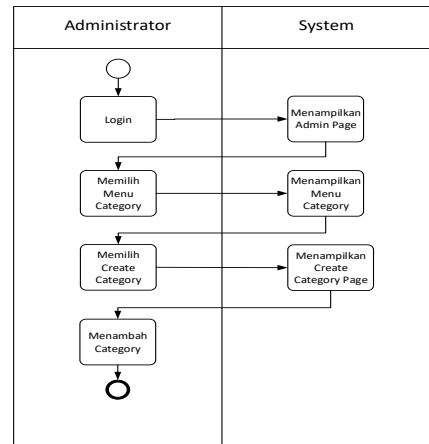 Administrator
System
Login
Menampilkan
Admin Page
Memilih
Menu
Category
Menampilkan
Menu
Category
Memilih
Create
Category
Menampilkan
Create
Category Page
Menambah
Category